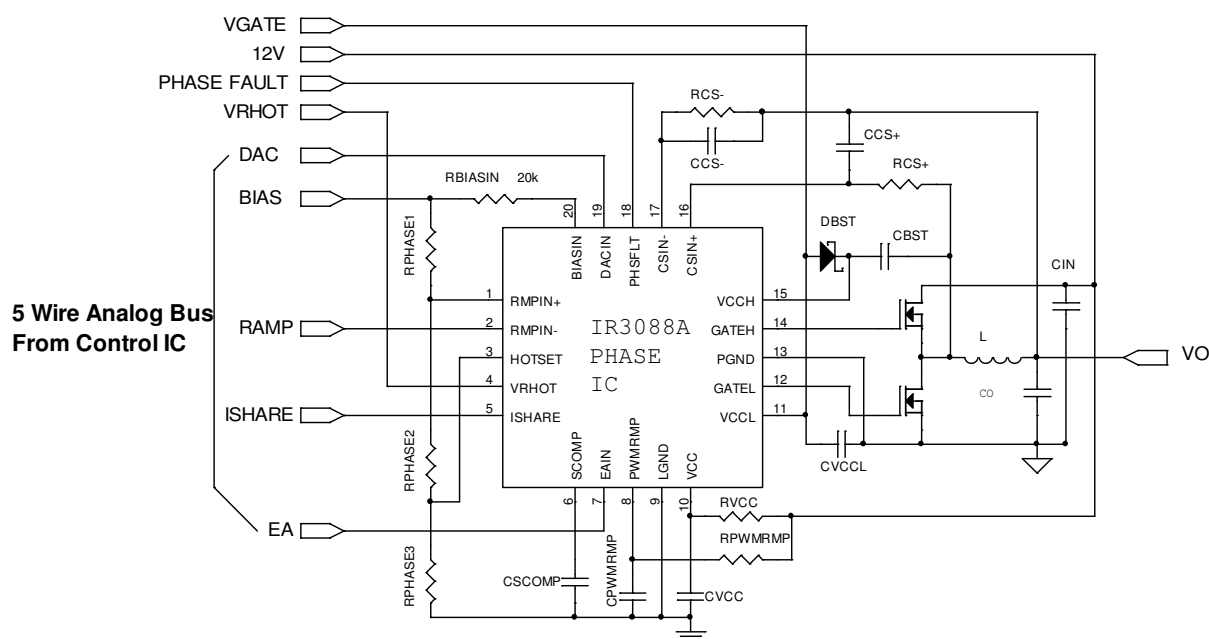 VGATE
12V
PHASE FAULT
VRHOT
DAC
BIAS
5 Wire Analog Bus
From Control IC
RAMP
ISHARE
EA
RCS-
CCS-
CCS+
RCS+
RBIASIN 20k
RPHASE1
RPHASE2
RPHASE3
20
19
18
17
16
BIASIN
DACIN
PHSFLT
CSIN-
CSIN+
DBST
CBST
CIN
1 RMPIN+
2 RMPIN-
3 HOTSET
4 VRHOT
5 ISHARE
IR3088A
PHASE
IC
VCCH 15
GATEH 14
PGND 13
GATEL 12
VCCL 11
L
CO
VO
SCOMP
EAIN
PWMRMP
LGND
VCC
6
7
8
9
10
CVCCL
RVCC
RPWMRMP
CSCOMP
CPWMRMP
CVCC